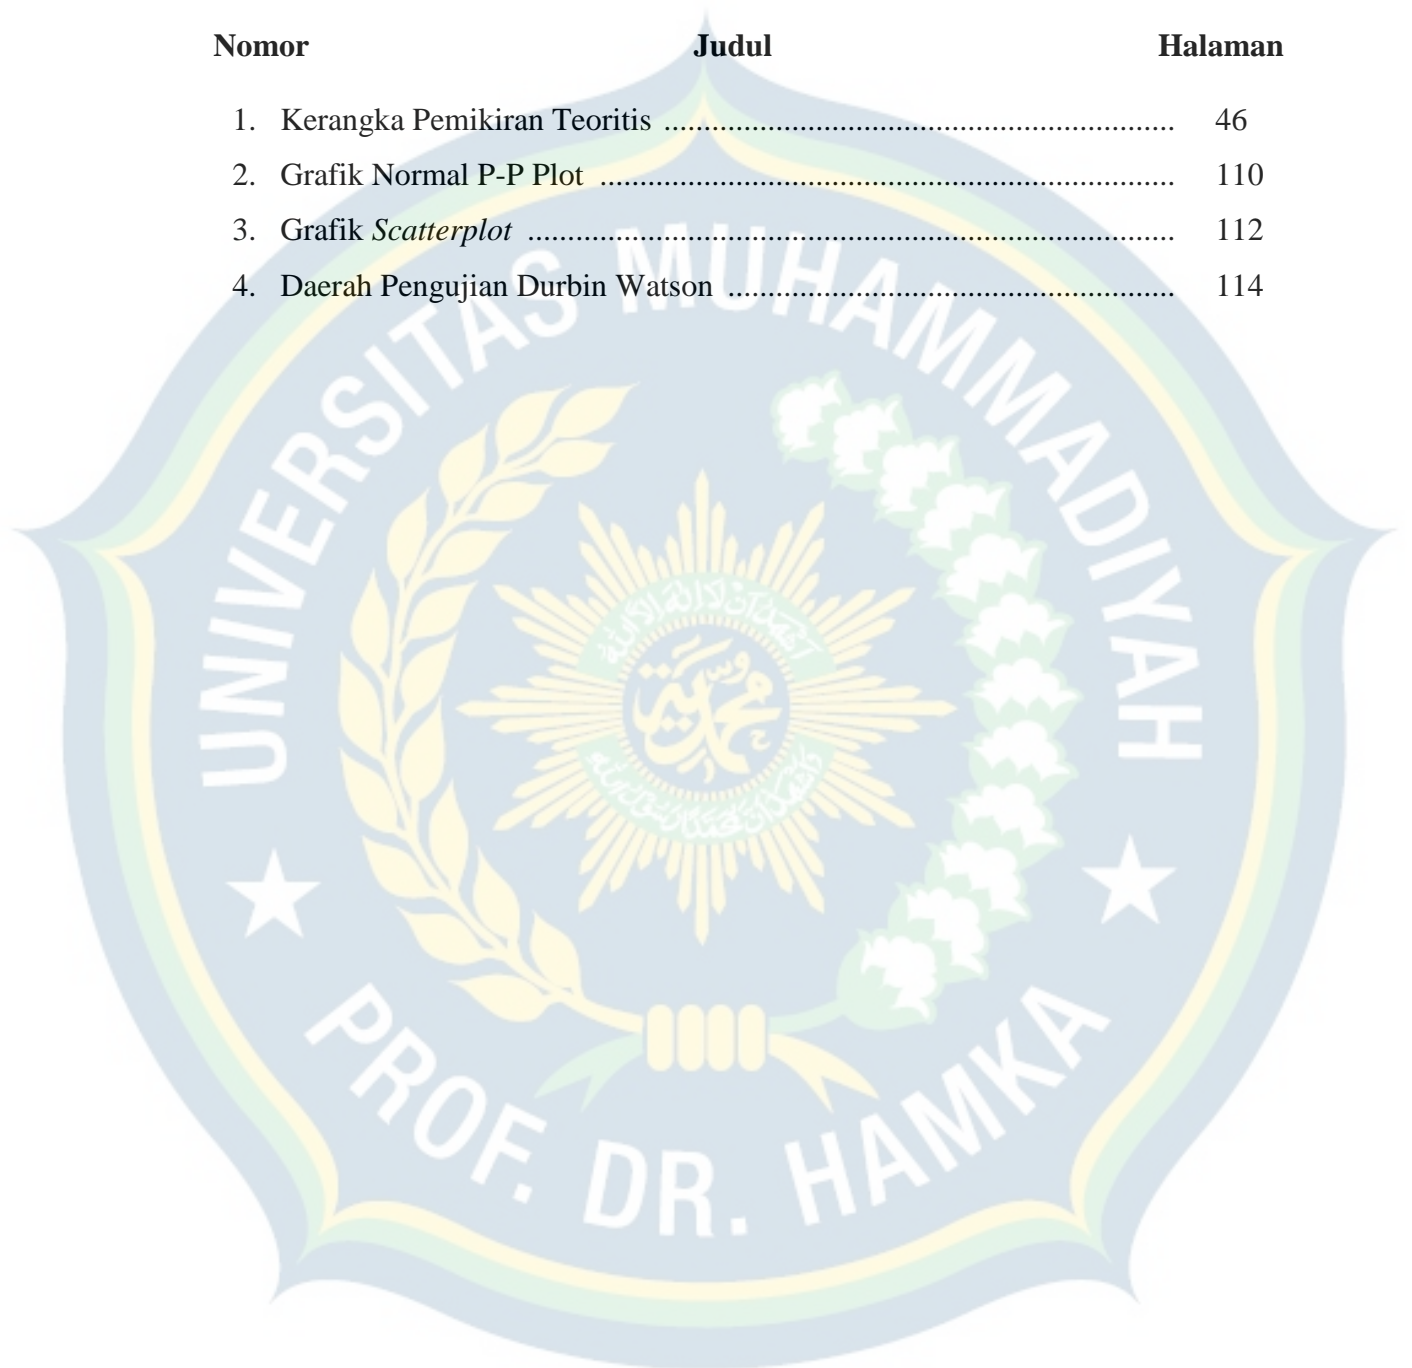 Nomor Judul Halaman
1. Kerangka Pemikiran Teoritis ................................................................ 46
2. Grafik Normal P-P Plot ........................................................................ 110
3. Grafik Scatterplot ................................................................................. 112
4. Daerah Pengujian Durbin Watson ........................................................ 114
UNIVERSITAS MUHAMMADIYAH
محمدية
PROF. DR. HAMKA